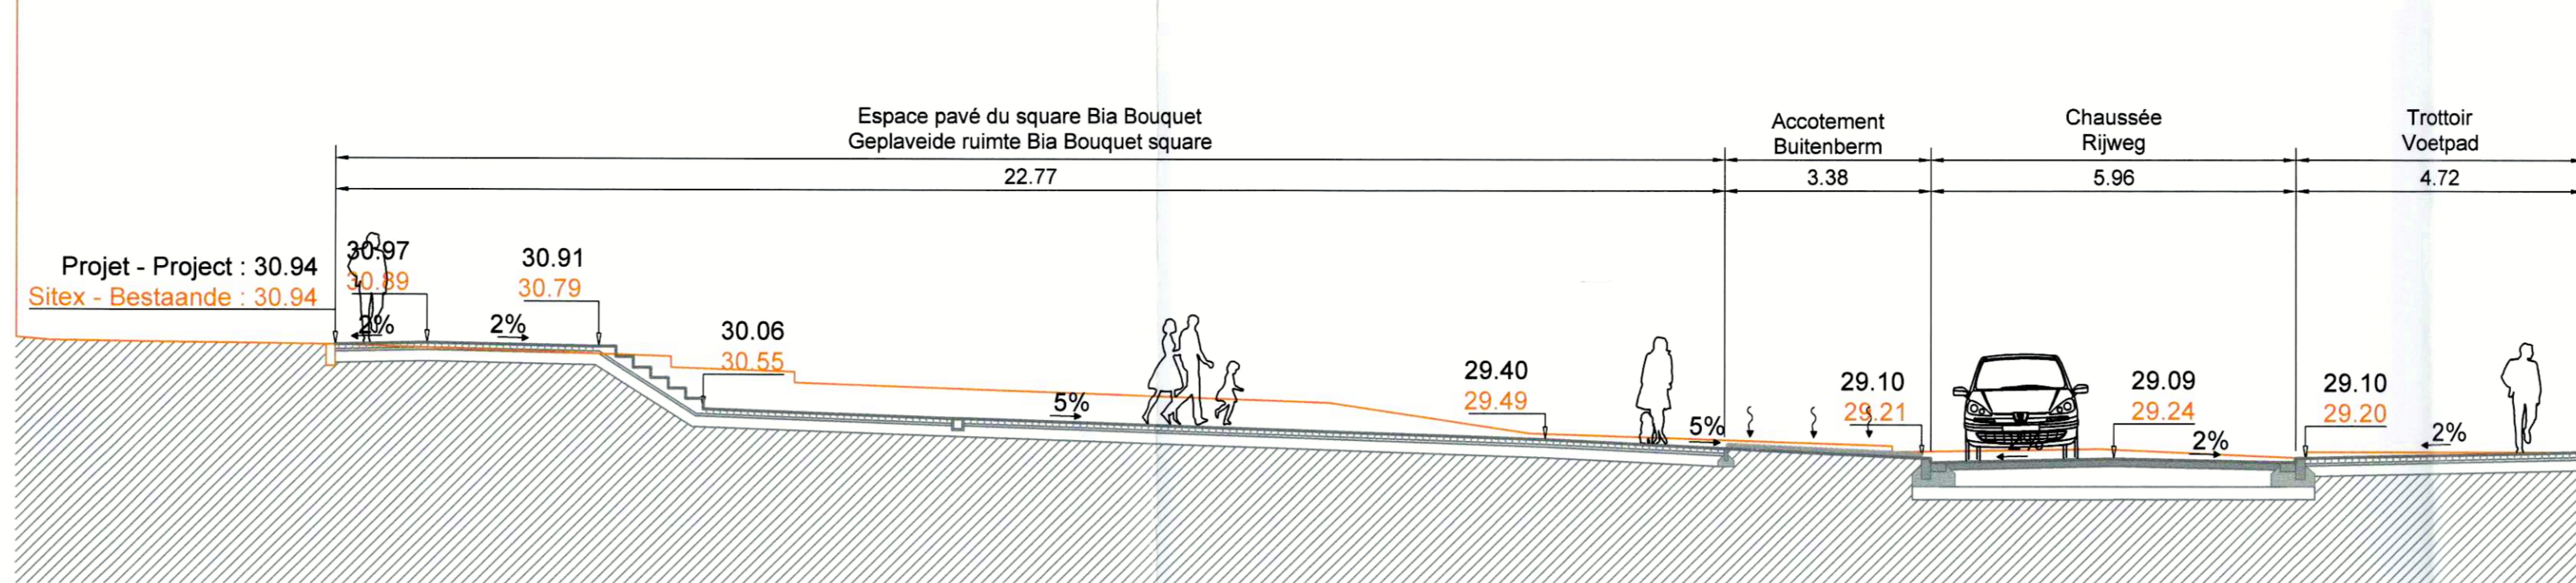 Espace pavé du square Bia Bouquet
Geplaveide ruimte Bia Bouquet square
Accotement
Buitenberm
Chaussée
Rijweg
Trottoir
Voetpad
22.77
3.38
5.96
4.72
Projet - Project : 30.94
Sitex - Bestaande : 30.94
30.97
30.89
2%
30.91
30.79
2%
30.06
30.55
5%
29.40
29.49
5%
29.10
29.21
2%
29.09
29.24
2%
29.10
29.20
2%